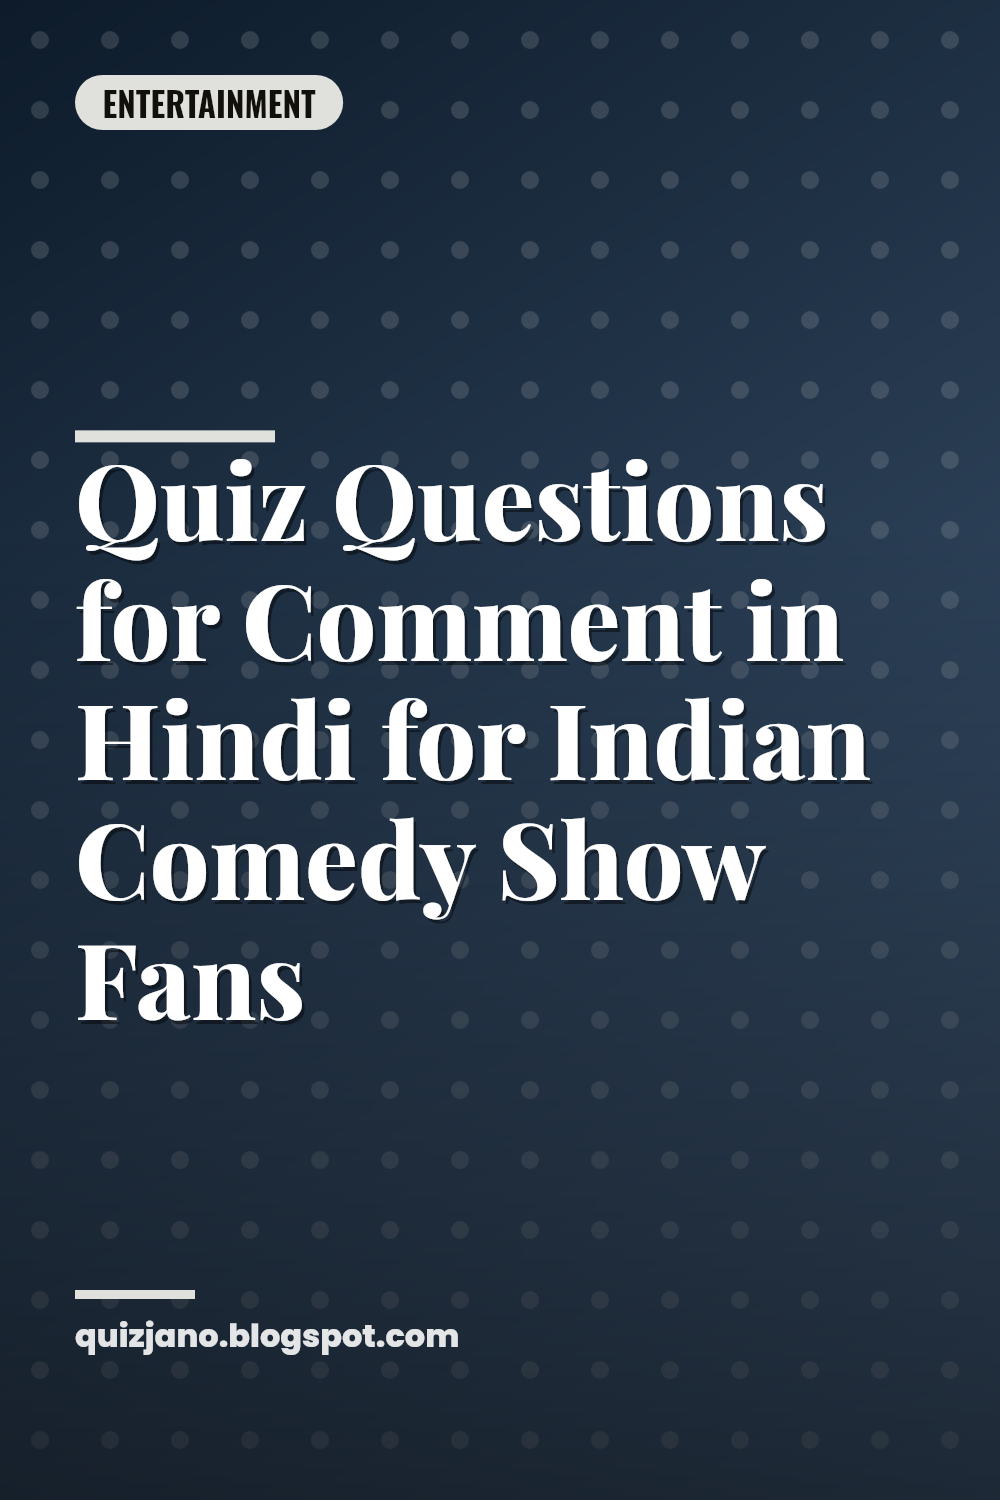 ENTERTAINMENT
Quiz Questions
for Comment in
Hindi for Indian
Comedy Show
Fans
quizjano.blogspot.com